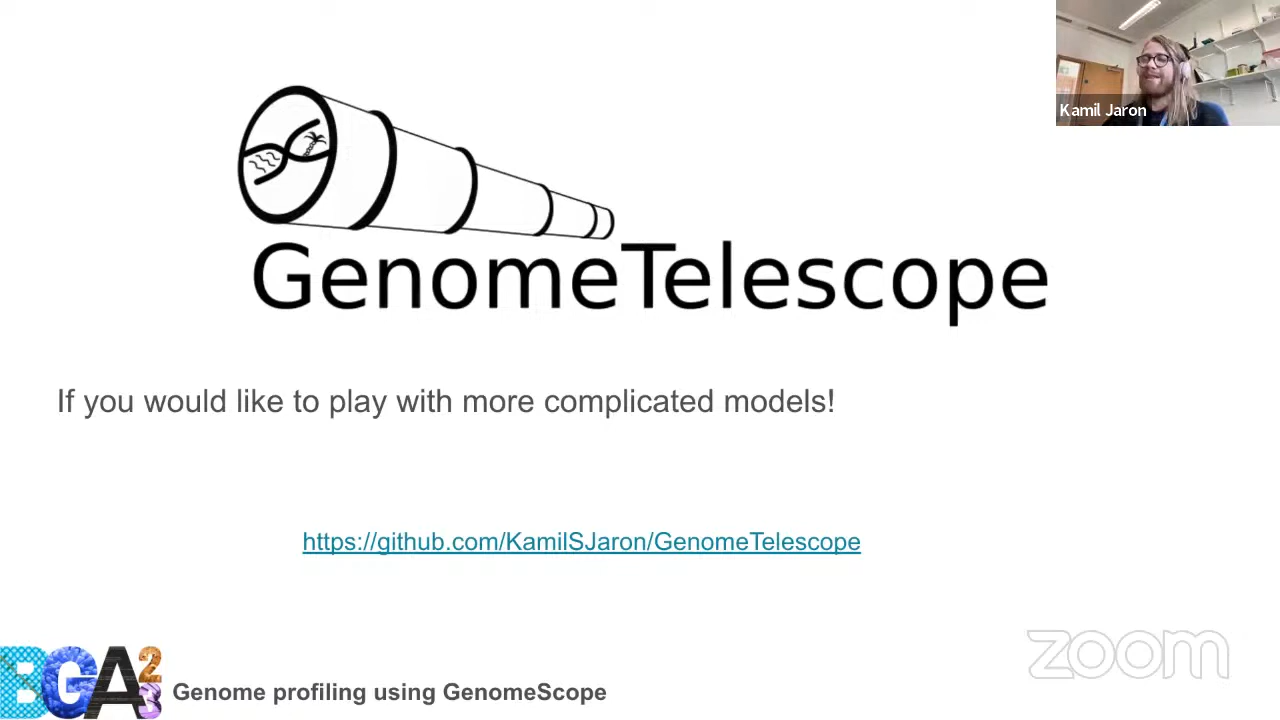 Kamil Jaron
GenomeTelescope
If you would like to play with more complicated models!
https://github.com/KamilSJaron/GenomeTelescope
BGA23 Genome profiling using GenomeScope
zoom